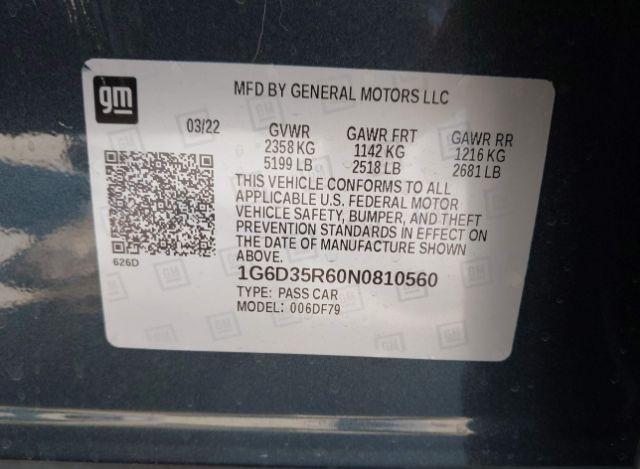 gm
MFD BY GENERAL MOTORS LLC
03/22 GVWR GAWR FRT GAWR RR
2358 KG 1142 KG 1216 KG
5199 LB 2518 LB 2681 LB
THIS VEHICLE CONFORMS TO ALL
APPLICABLE U.S. FEDERAL MOTOR
VEHICLE SAFETY, BUMPER, AND THEFT
PREVENTION STANDARDS IN EFFECT ON
THE DATE OF MANUFACTURE SHOWN
ABOVE.
626D
1G6D35R60N0810560
TYPE: PASS CAR
MODEL: 006DF79